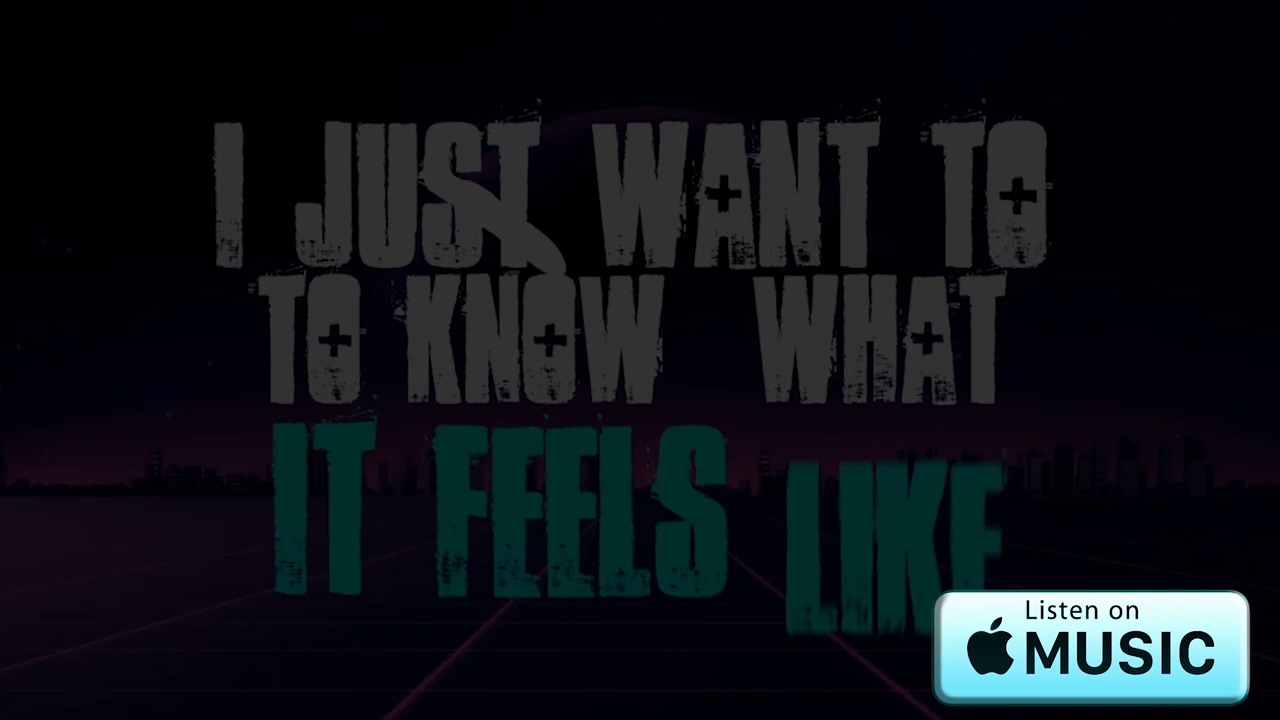 I JUST WANT TO
TO KNOW WHAT
IT FEELS LIKE
Listen on
MUSIC